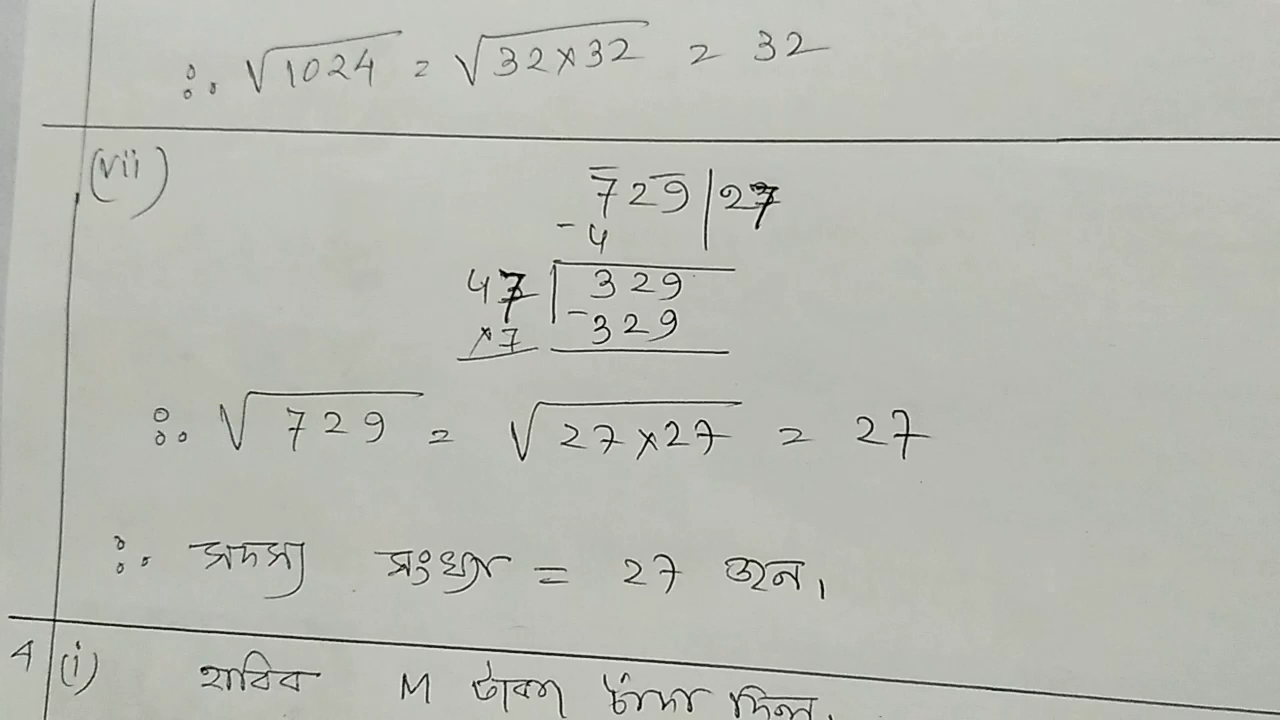 ∴ √1024 = √32×32 = 32
(vii)
729 | 27
- 4
47 | 329
×7 - 329
∴ √729 = √27×27 = 27
∴ সদস্য সংখ্যা = 27 জন।
4 (i) হাবিব M টাকা চাঁদা দিল।